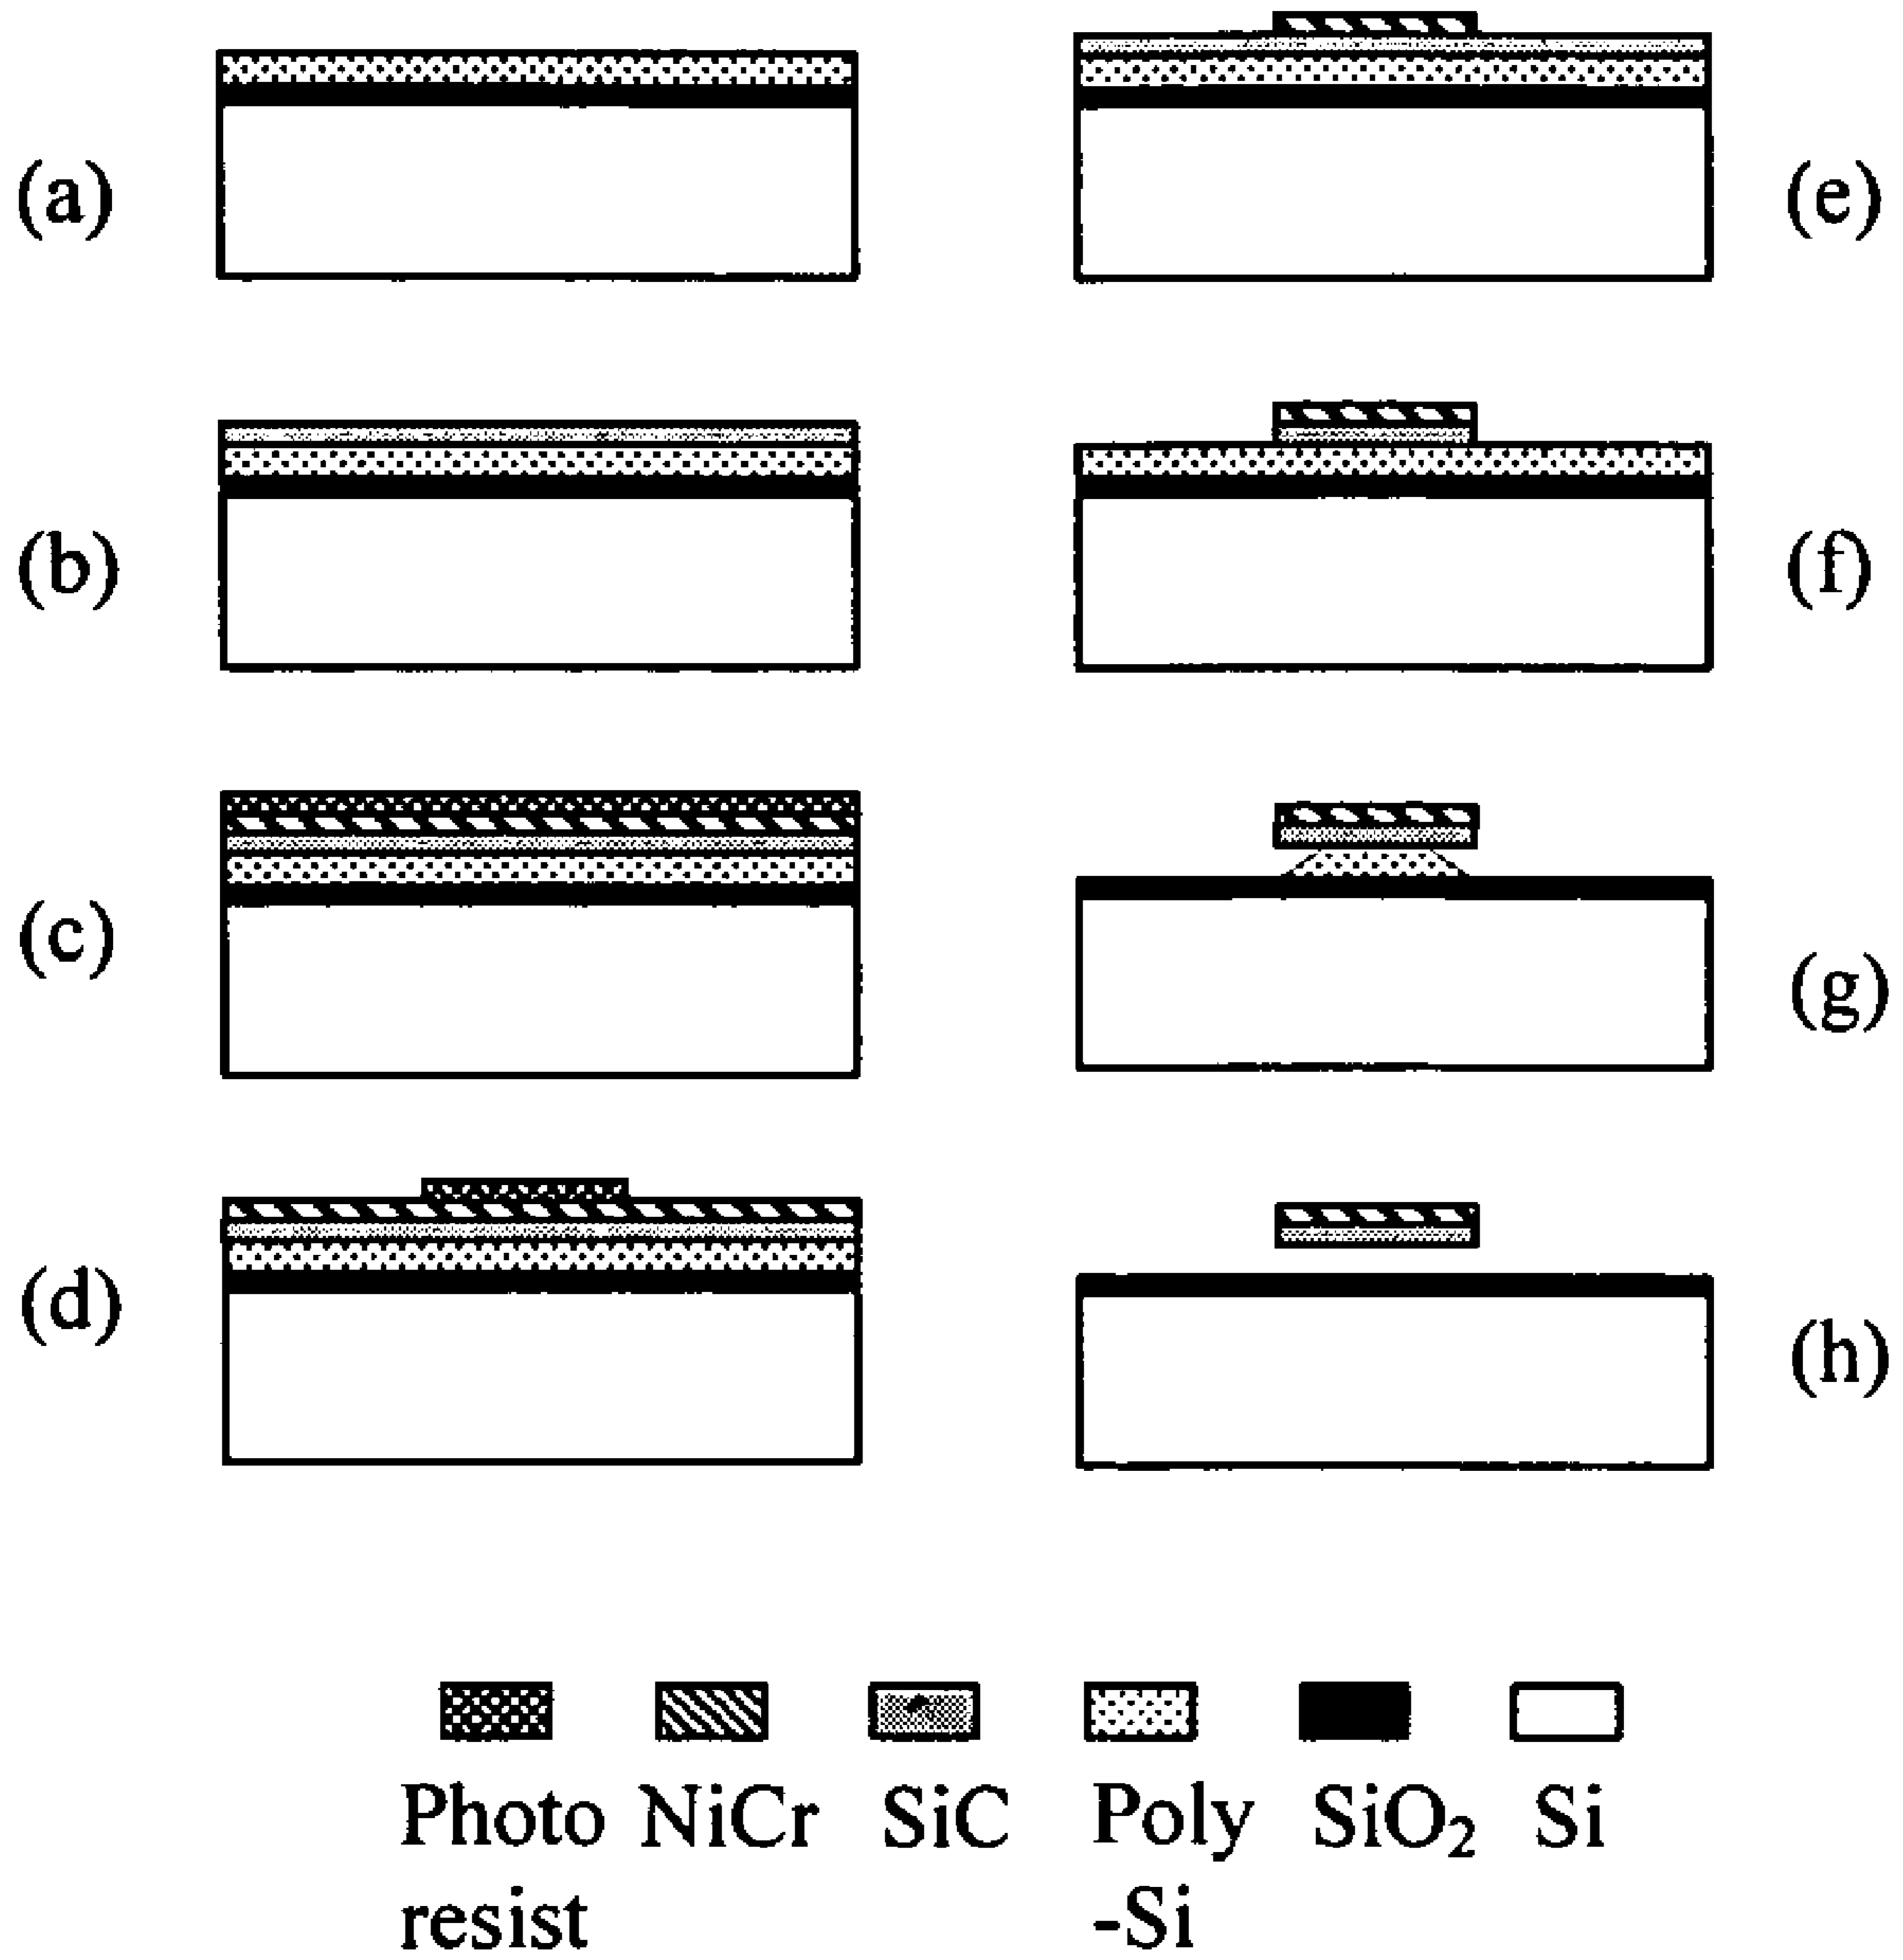 (a)
(e)
(b)
(f)
(c)
(g)
(d)
(h)
Photo NiCr SiC Poly SiO₂ Si
resist -Si